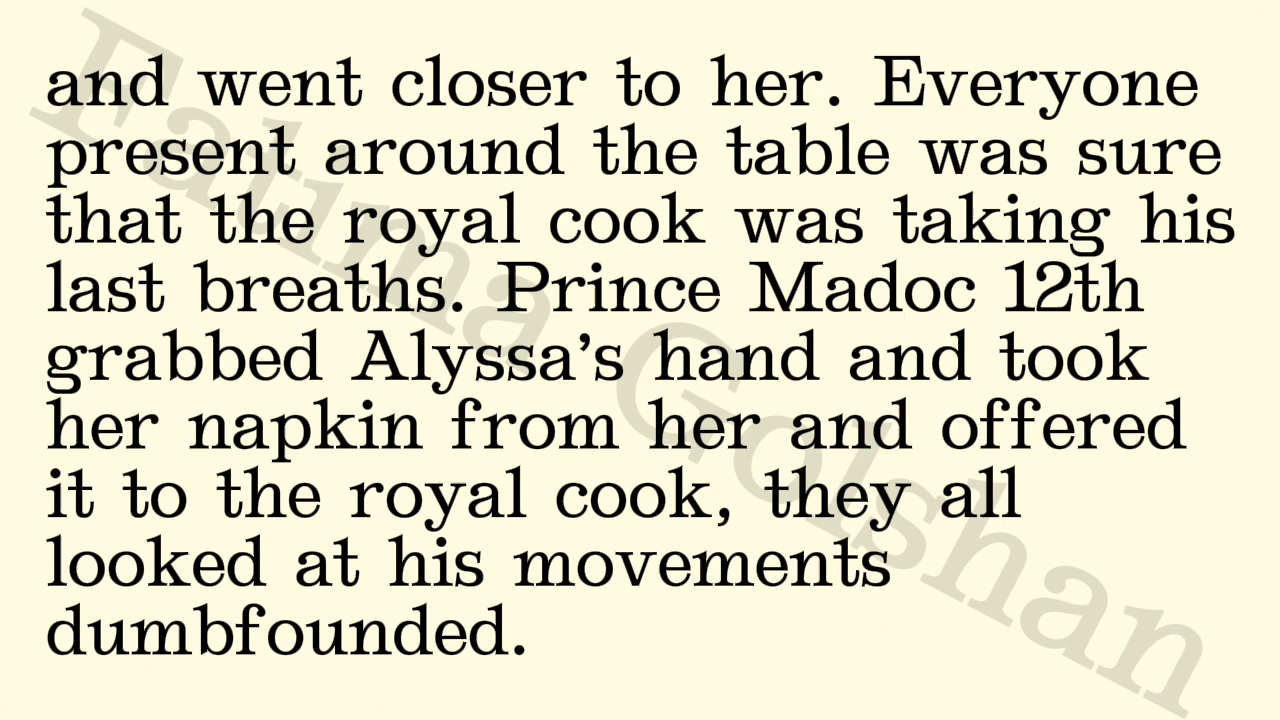 and went closer to her. Everyone
present around the table was sure
that the royal cook was taking his
last breaths. Prince Madoc 12th
grabbed Alyssa’s hand and took
her napkin from her and offered
it to the royal cook, they all
looked at his movements
dumbfounded.
Fatima Golshan